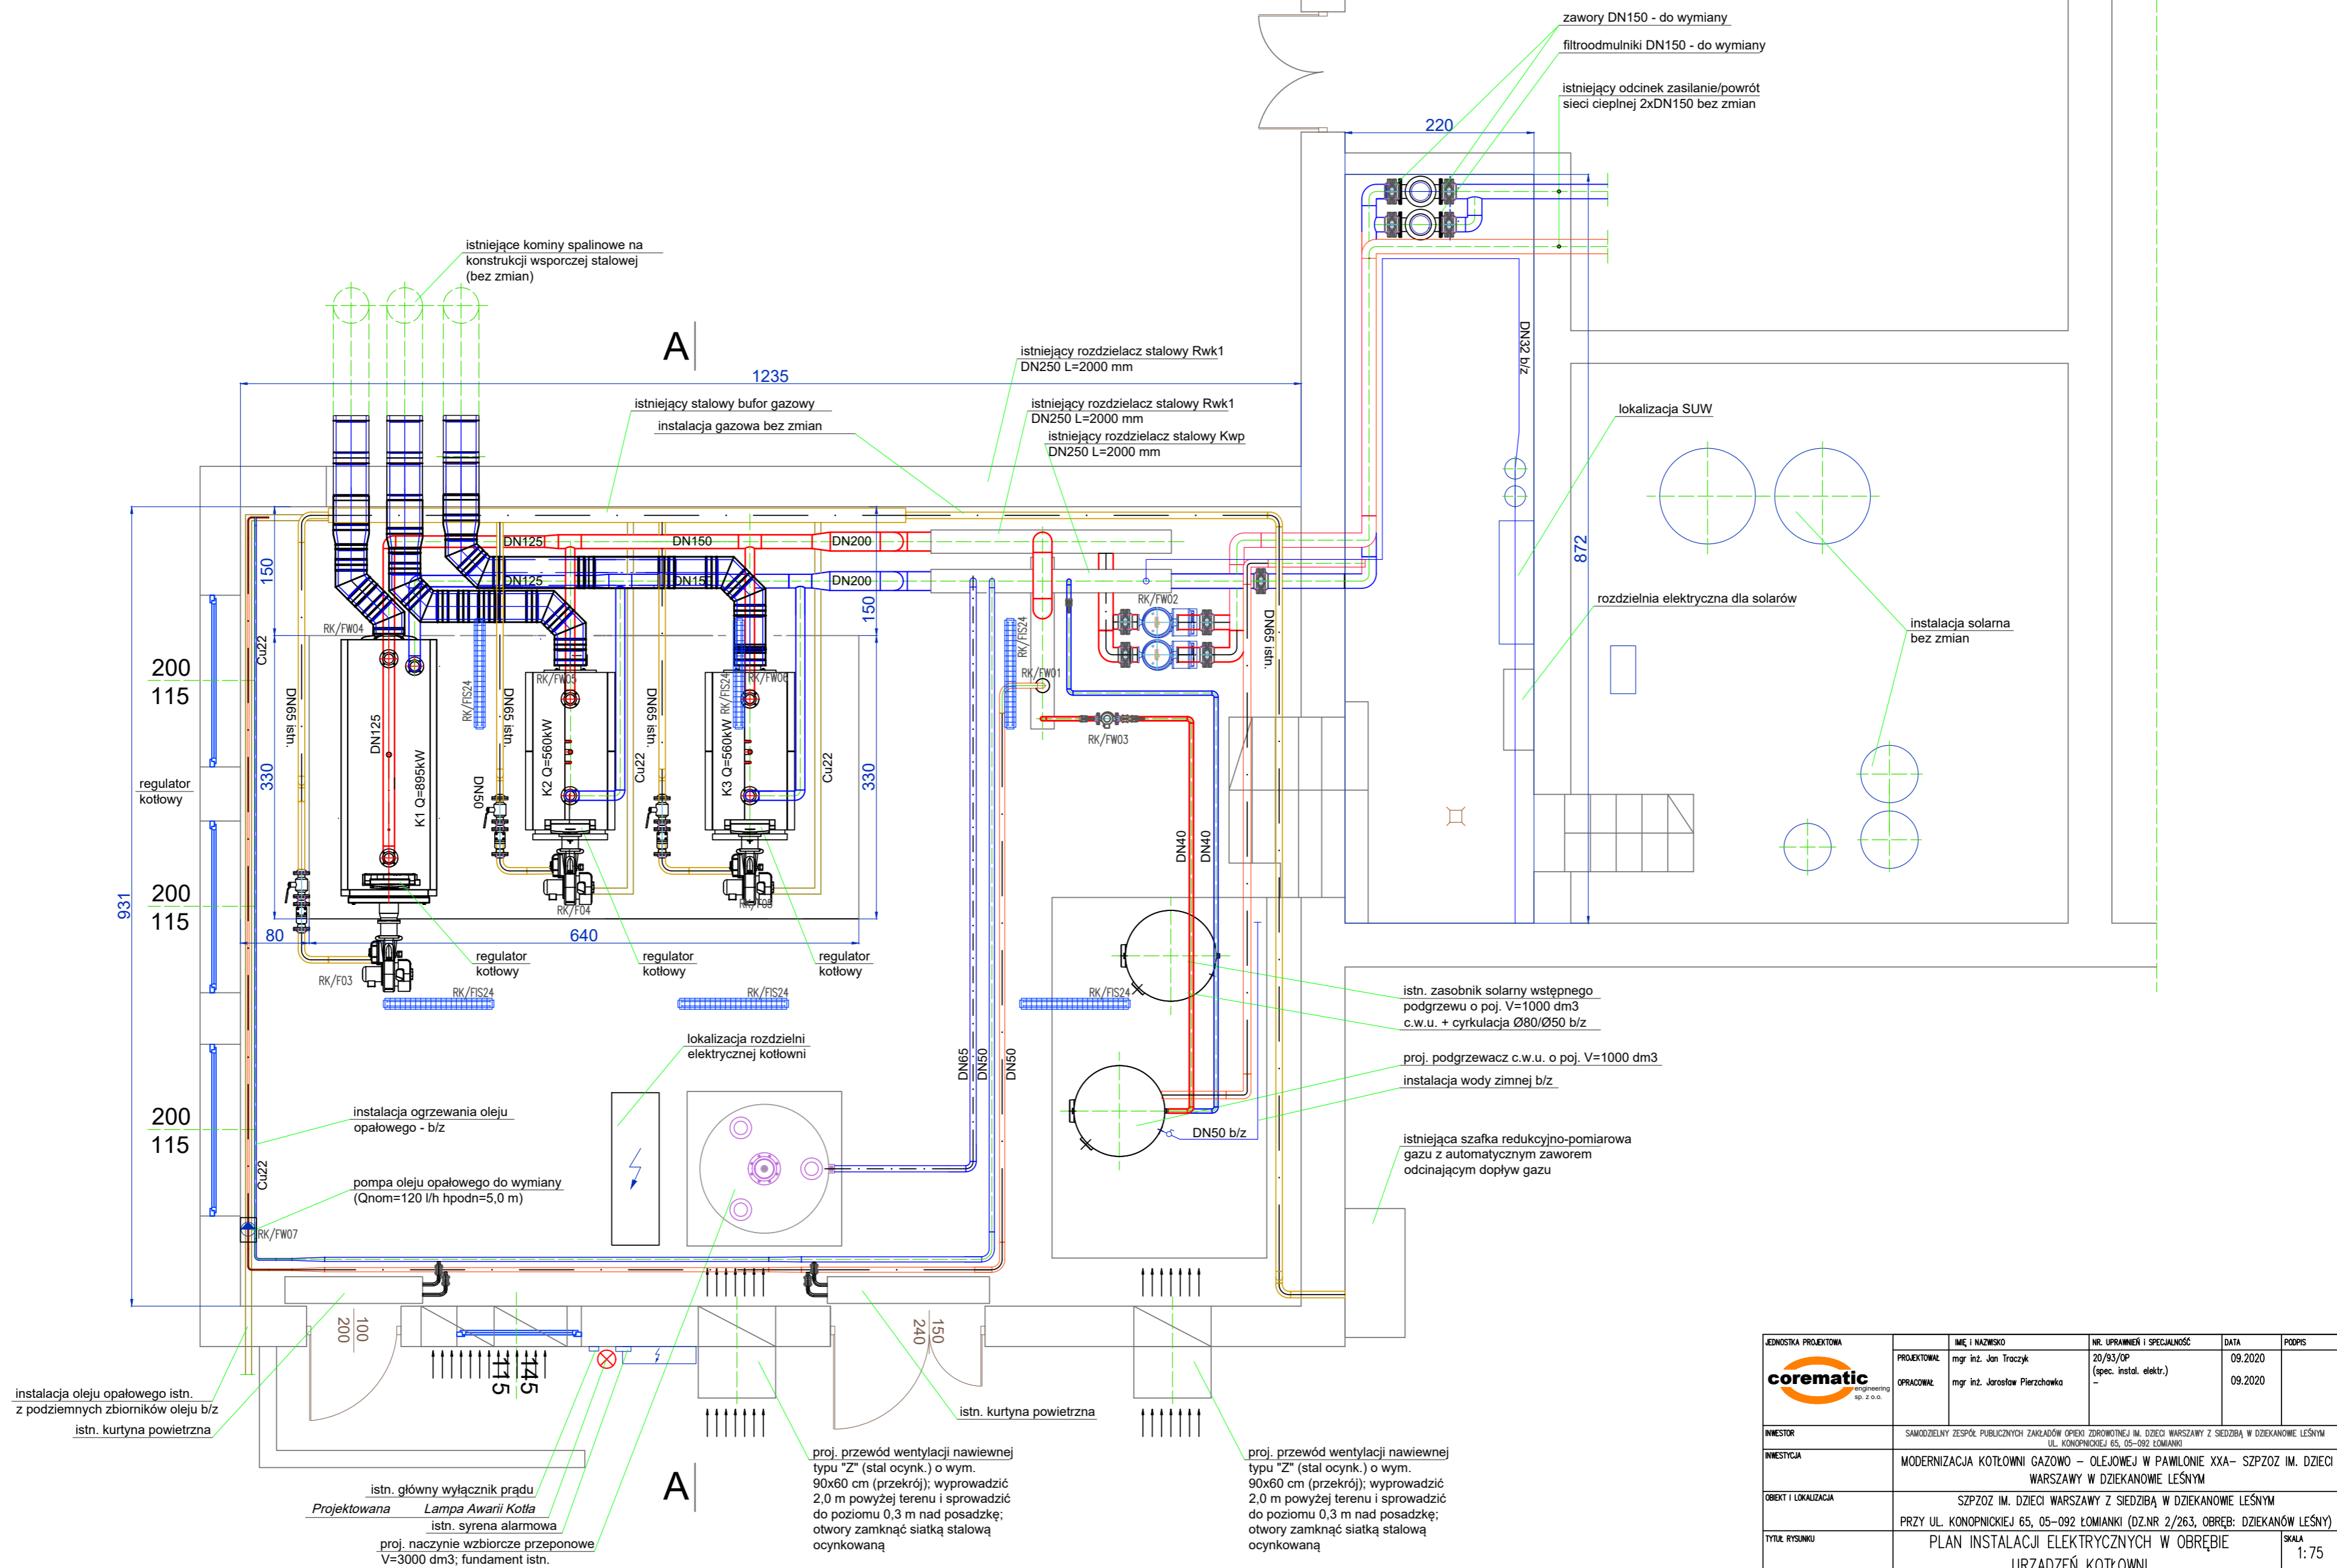 zawory DN150 - do wymiany
filtroodmulniki DN150 - do wymiany
istniejący odcinek zasilanie/powrót
sieci cieplnej 2xDN150 bez zmian
220
istniejące kominy spalinowe na
konstrukcji wsporczej stalowej
(bez zmian)
A
istniejący rozdzielacz stalowy Rwk1
DN250 L=2000 mm
1235
istniejący stalowy bufor gazowy
instalacja gazowa bez zmian
istniejący rozdzielacz stalowy Rwk1
DN250 L=2000 mm
istniejący rozdzielacz stalowy Kwp
DN250 L=2000 mm
DN32 b/z
lokalizacja SUW
872
DN125
DN150
DN200
DN125
DN150
DN200
150
150
RK/FW04
RK/FW02
rozdzielnia elektryczna dla solarów
instalacja solarna
bez zmian
Cu22
DN65 istn.
DN125
K1 Q=895kW
RK/FIS24
DN65 istn.
DN50
RK/FW05
K2 Q=560kW
Cu22
DN65 istn.
RK/FIS24
RK/FW06
K3 Q=560kW
Cu22
RK/FIS24
RK/FW01
RK/FW03
DN65 istn.
200
115
regulator
kotłowy
330
330
DN40
DN40
931
200
115
80
640
RK/F04
RK/F05
RK/F03
regulator
kotłowy
regulator
kotłowy
regulator
kotłowy
RK/FIS24
RK/FIS24
RK/FIS24
istn. zasobnik solarny wstępnego
podgrzewu o poj. V=1000 dm3
c.w.u. + cyrkulacja Ø80/Ø50 b/z
lokalizacja rozdzielni
elektrycznej kotłowni
DN65
DN50
DN50
proj. podgrzewacz c.w.u. o poj. V=1000 dm3
instalacja wody zimnej b/z
200
115
instalacja ogrzewania oleju
opałowego - b/z
DN50 b/z
istniejąca szafka redukcyjno-pomiarowa
gazu z automatycznym zaworem
odcinającym dopływ gazu
Cu22
pompa oleju opałowego do wymiany
(Qnom=120 l/h hpodn=5,0 m)
RK/FW07
100
200
115
145
150
240
instalacja oleju opałowego istn.
z podziemnych zbiorników oleju b/z
istn. kurtyna powietrzna
istn. kurtyna powietrzna
A
istn. główny wyłącznik prądu
Projektowana Lampa Awarii Kotła
istn. syrena alarmowa
proj. naczynie wzbiorcze przeponowe
V=3000 dm3; fundament istn.
proj. przewód wentylacji nawiewnej
typu "Z" (stal ocynk.) o wym.
90x60 cm (przekrój); wyprowadzić
2,0 m powyżej terenu i sprowadzić
do poziomu 0,3 m nad posadzkę;
otwory zamknąć siatką stalową
ocynkowaną
proj. przewód wentylacji nawiewnej
typu "Z" (stal ocynk.) o wym.
90x60 cm (przekrój); wyprowadzić
2,0 m powyżej terenu i sprowadzić
do poziomu 0,3 m nad posadzkę;
otwory zamknąć siatką stalową
ocynkowaną
JEDNOSTKA PROJEKTOWA IMIĘ i NAZWISKO NR. UPRAWNIEŃ i SPECJALNOŚĆ DATA PODPIS
corematic
engineering
sp. z o.o.
PROJEKTOWAŁ mgr inż. Jan Traczyk 20/93/OP 09.2020
(spec. instal. elektr.)
OPRACOWAŁ mgr inż. Jarosław Pierzchawka – 09.2020
INWESTOR SAMODZIELNY ZESPÓŁ PUBLICZNYCH ZAKŁADÓW OPIEKI ZDROWOTNEJ IM. DZIECI WARSZAWY Z SIEDZIBĄ W DZIEKANOWIE LEŚNYM
UL. KONOPNICKIEJ 65, 05-092 ŁOMIANKI
INWESTYCJA MODERNIZACJA KOTŁOWNI GAZOWO – OLEJOWEJ W PAWILONIE XXA– SZPZOZ IM. DZIECI
WARSZAWY W DZIEKANOWIE LEŚNYM
OBIEKT I LOKALIZACJA SZPZOZ IM. DZIECI WARSZAWY Z SIEDZIBĄ W DZIEKANOWIE LEŚNYM
PRZY UL. KONOPNICKIEJ 65, 05-092 ŁOMIANKI (DZ.NR 2/263, OBRĘB: DZIEKANÓW LEŚNY)
TYTUŁ RYSUNKU PLAN INSTALACJI ELEKTRYCZNYCH W OBRĘBIE SKALA
URZĄDZEŃ KOTŁOWNI 1:75